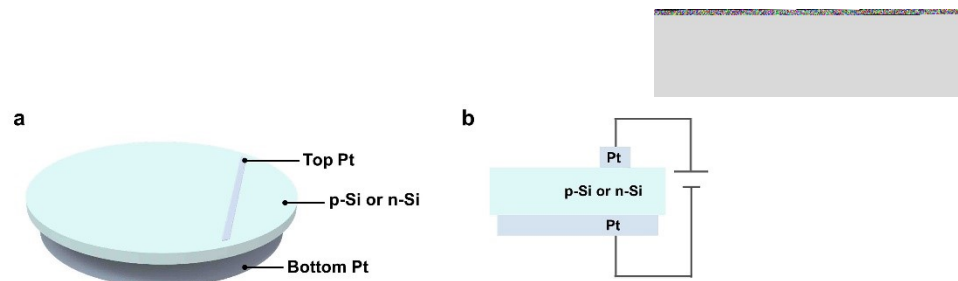 a
Top Pt
p-Si or n-Si
Bottom Pt
b
Pt
p-Si or n-Si
Pt